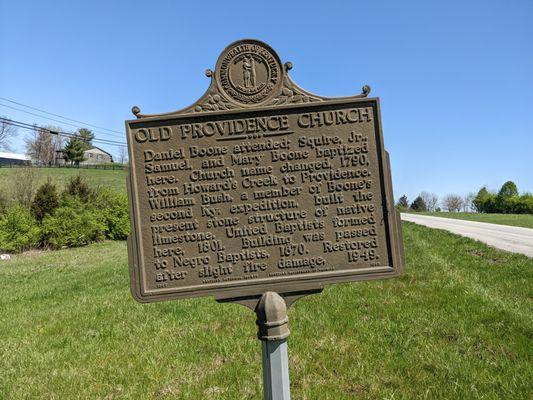 OLD PROVIDENCE CHURCH
Daniel Boone attended; Squire, Jr.,
Samuel, and Mary Boone baptized
here. Church name changed, 1790,
from Howard's Creek to Providence.
William Bush, a member of Boone's
second Ky. expedition, built the
present stone structure of native
limestone. United Baptists formed
here, 1801. Building was passed
to Negro Baptists, 1870. Restored
after slight fire damage, 1949.